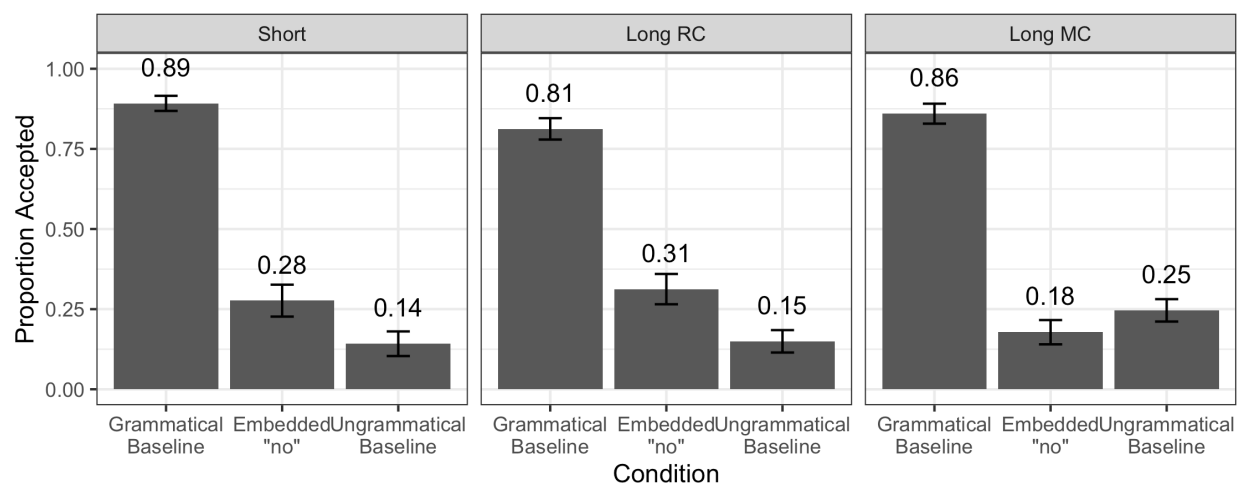 Short Long RC Long MC
Proportion Accepted
1.00
0.75
0.50
0.25
0.00
0.89
0.28
0.14
0.81
0.31
0.15
0.86
0.18
0.25
Grammatical Baseline
Embedded "no"
Ungrammatical Baseline
Grammatical Baseline
Embedded "no"
Ungrammatical Baseline
Grammatical Baseline
Embedded "no"
Ungrammatical Baseline
Condition